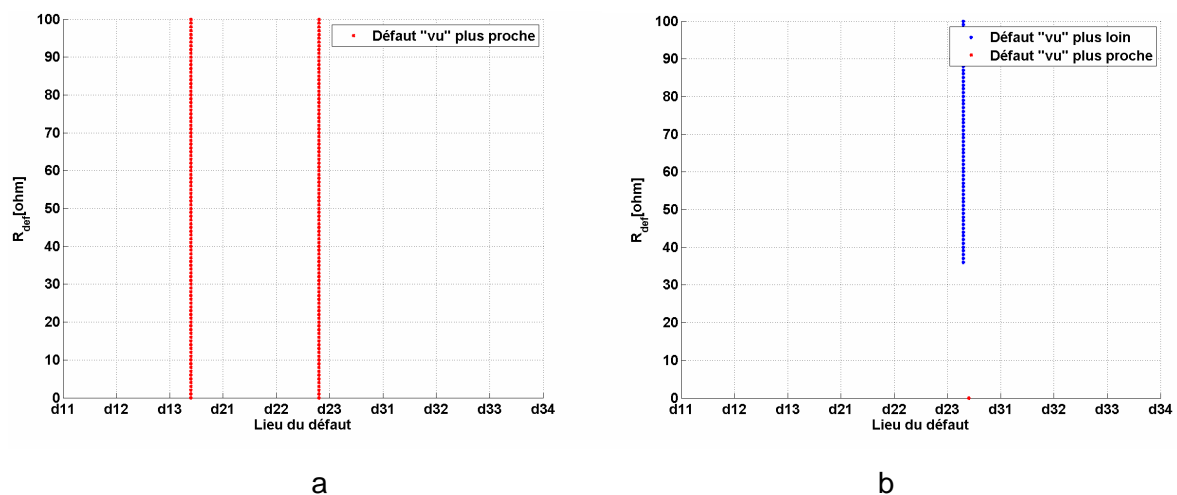 Défaut "vu" plus proche
100
90
80
70
60
50
40
30
20
10
0
R_def[ohm]
d11 d12 d13 d21 d22 d23 d31 d32 d33 d34
Lieu du défaut
a
Défaut "vu" plus loin
Défaut "vu" plus proche
100
90
80
70
60
50
40
30
20
10
0
R_def[ohm]
d11 d12 d13 d21 d22 d23 d31 d32 d33 d34
Lieu du défaut
b